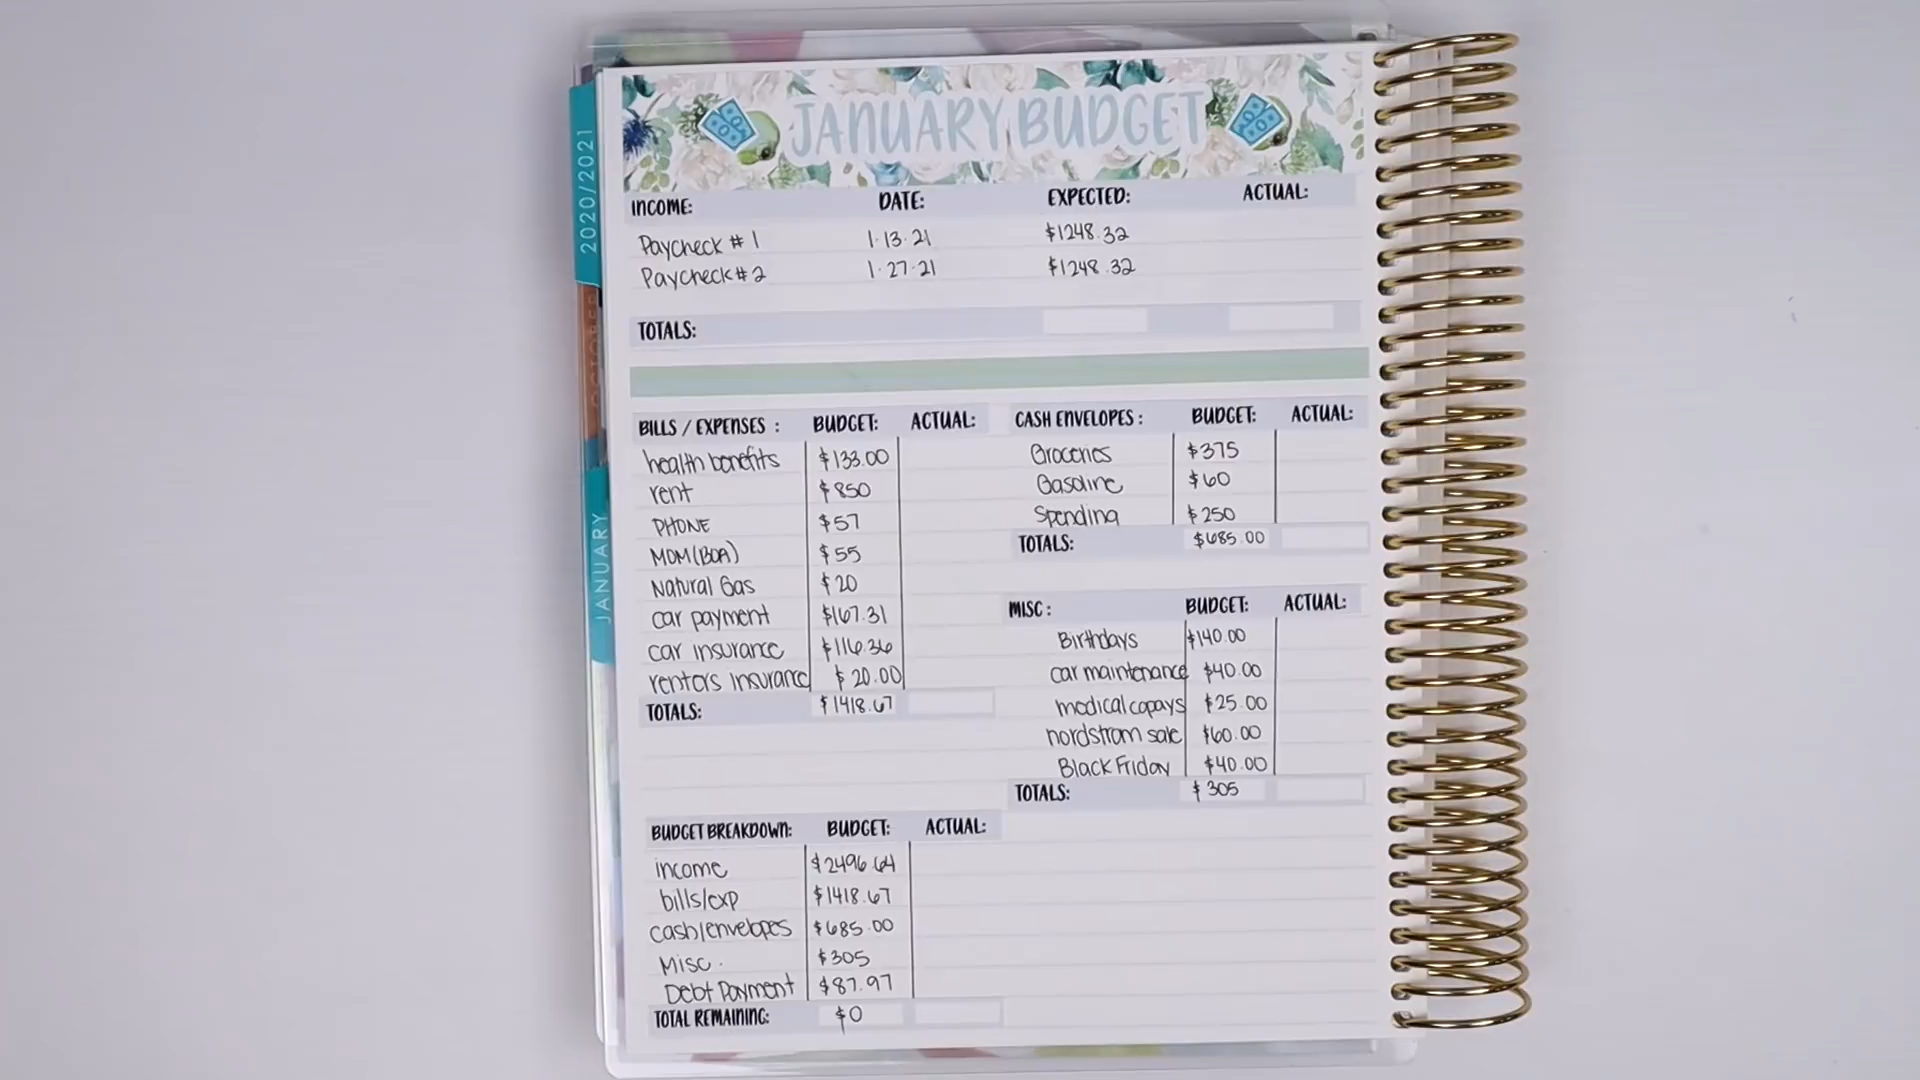 JANUARY BUDGET
2020/2021
INCOME: DATE: EXPECTED: ACTUAL:
Paycheck #1 1.13.21 $1248.32
Paycheck #2 1.27.21 $1248.32
TOTALS:
OCTOBER
JANUARY
BILLS / EXPENSES : BUDGET: ACTUAL:
health benefits $133.00
rent $850
PHONE $57
MOM (BOA) $55
Natural Gas $20
car payment $167.31
car insurance $116.36
renters insurance $20.00
TOTALS: $1418.67
CASH ENVELOPES : BUDGET: ACTUAL:
Groceries $375
Gasoline $60
Spending $250
TOTALS: $685.00
MISC : BUDGET: ACTUAL:
Birthdays $140.00
car maintenance $40.00
medical copays $25.00
nordstrom sale $60.00
Black Friday $40.00
TOTALS: $305
BUDGET BREAKDOWN: BUDGET: ACTUAL:
income $2496.64
bills/exp $1418.67
cash/envelopes $685.00
Misc. $305
Debt Payment $87.97
TOTAL REMAINING: $0